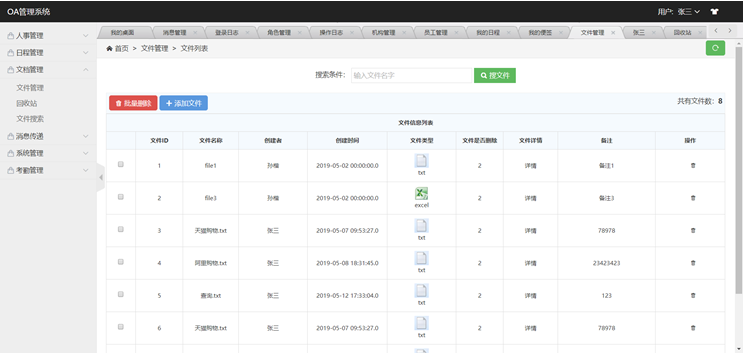 OA管理系统
用户: 张三
人事管理
日程管理
文档管理
文件管理
回收站
文件搜索
消息传递
系统管理
考勤管理
我的桌面 消息管理 登录日志 角色管理 操作日志 机构管理 员工管理 我的日程 我的便签 文件管理 张三 回收站
首页 > 文件管理 > 文件列表
搜索条件: 输入文件名字 搜文件
批量删除 添加文件 共有文件数: 8
文件信息列表
文件ID 文件名称 创建者 创建时间 文件类型 文件是否删除 文件详情 备注 操作
1 file1 2019-05-02 00:00:00.0 txt 2 详情 备注1
2 file3 2019-05-02 00:00:00.0 excel 2 详情 备注3
3 天猫购物.txt 张三 2019-05-07 09:53:27.0 txt 2 详情 78978
4 阿里购物.txt 张三 2019-05-08 18:31:45.0 txt 2 详情 23423423
5 查询.txt 张三 2019-05-12 17:33:04.0 txt 2 详情 123
6 天猫购物.txt 张三 2019-05-07 09:53:27.0 txt 2 详情 78978